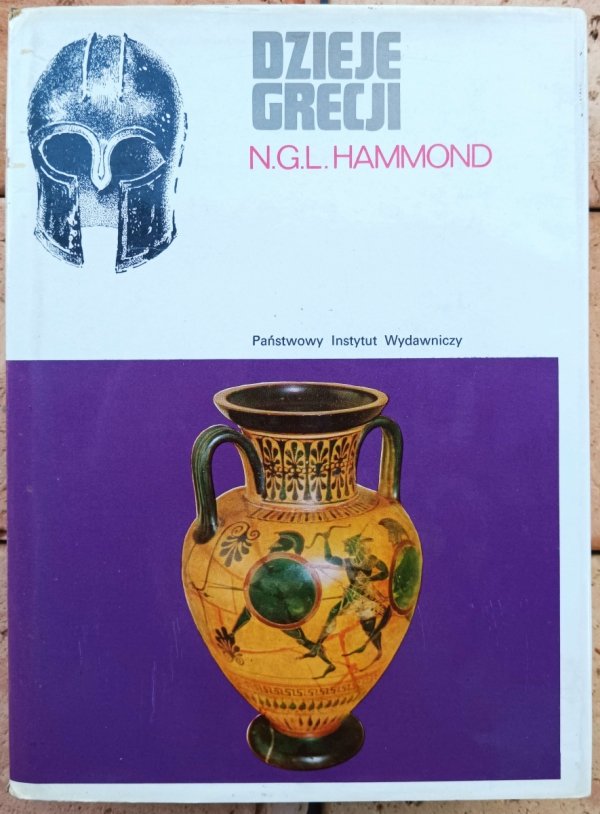 DZIEJE
GRECJI
N.G.L. HAMMOND
Państwowy Instytut Wydawniczy